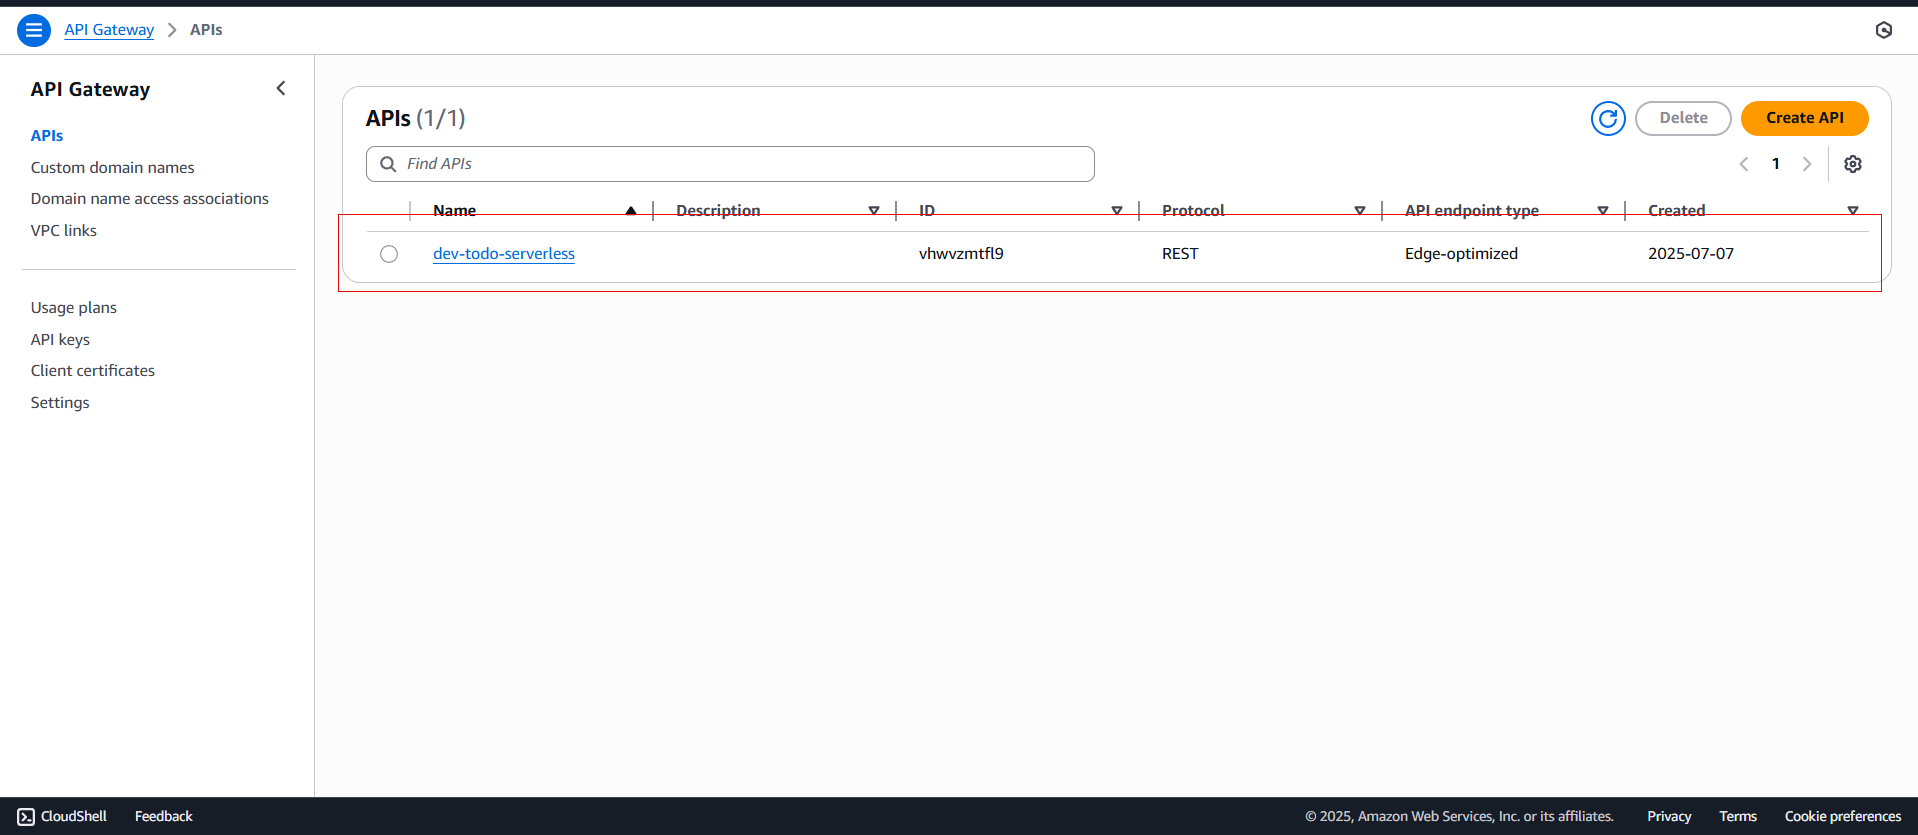 API Gateway > APIs
API Gateway
APIs
Custom domain names
Domain name access associations
VPC links
Usage plans
API keys
Client certificates
Settings
APIs (1/1)
Delete
Create API
Find APIs
1
Name Description ID Protocol API endpoint type Created
dev-todo-serverless vhwvzmtfl9 REST Edge-optimized 2025-07-07
CloudShell Feedback © 2025, Amazon Web Services, Inc. or its affiliates. Privacy Terms Cookie preferences